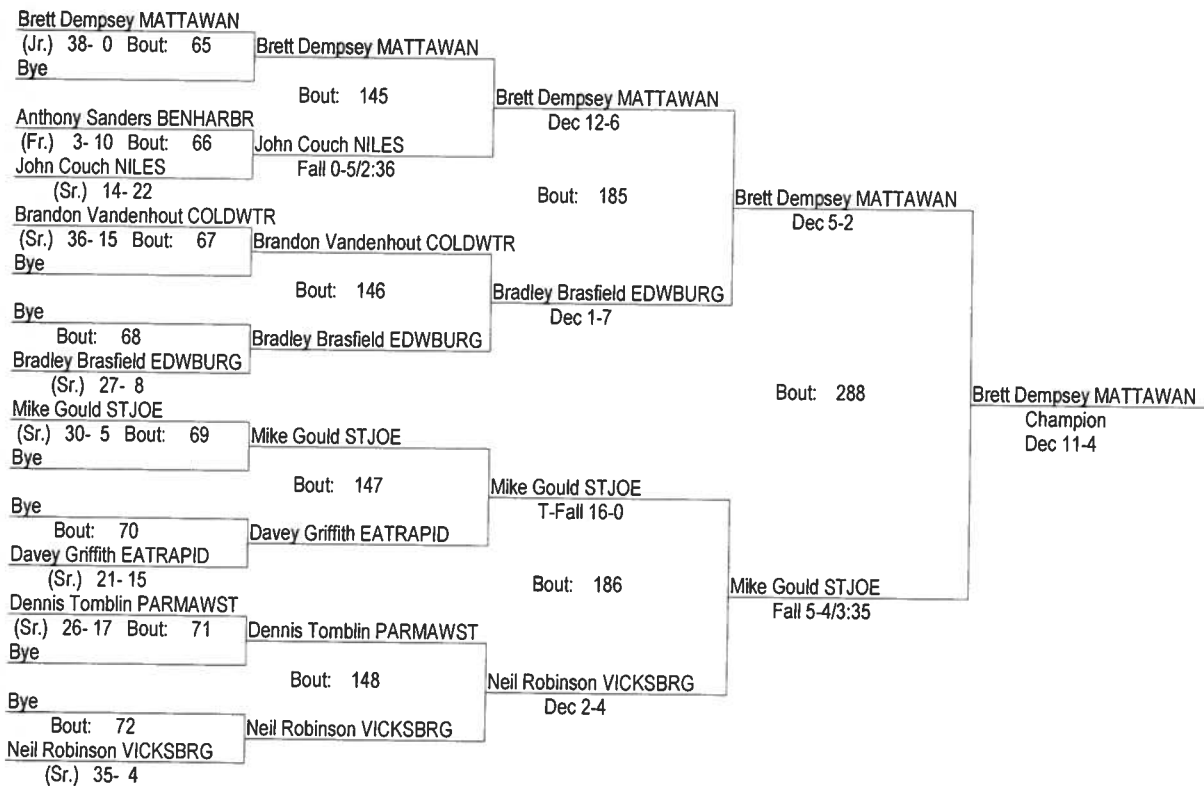 Brett Dempsey MATTAWAN
(Jr.) 38- 0 Bout: 65
Bye
Anthony Sanders BENHARBR
(Fr.) 3- 10 Bout: 66
John Couch NILES
(Sr.) 14- 22
Brandon Vandenhout COLDWTR
(Sr.) 36- 15 Bout: 67
Bye
Bye
Bout: 68
Bradley Brasfield EDWBURG
(Sr.) 27- 8
Mike Gould STJOE
(Sr.) 30- 5 Bout: 69
Bye
Bye
Bout: 70
Davey Griffith EATRAPID
(Sr.) 21- 15
Dennis Tomblin PARMAWST
(Sr.) 26- 17 Bout: 71
Bye
Bye
Bout: 72
Neil Robinson VICKSBRG
(Sr.) 35- 4
Brett Dempsey MATTAWAN
Bout: 145
John Couch NILES
Fall 0-5/2:36
Brandon Vandenhout COLDWTR
Bout: 146
Bradley Brasfield EDWBURG
Mike Gould STJOE
Bout: 147
Davey Griffith EATRAPID
Dennis Tomblin PARMAWST
Bout: 148
Neil Robinson VICKSBRG
Brett Dempsey MATTAWAN
Dec 12-6
Bout: 185
Bradley Brasfield EDWBURG
Dec 1-7
Mike Gould STJOE
T-Fall 16-0
Bout: 186
Neil Robinson VICKSBRG
Dec 2-4
Brett Dempsey MATTAWAN
Dec 5-2
Bout: 288
Mike Gould STJOE
Fall 5-4/3:35
Brett Dempsey MATTAWAN
Champion
Dec 11-4